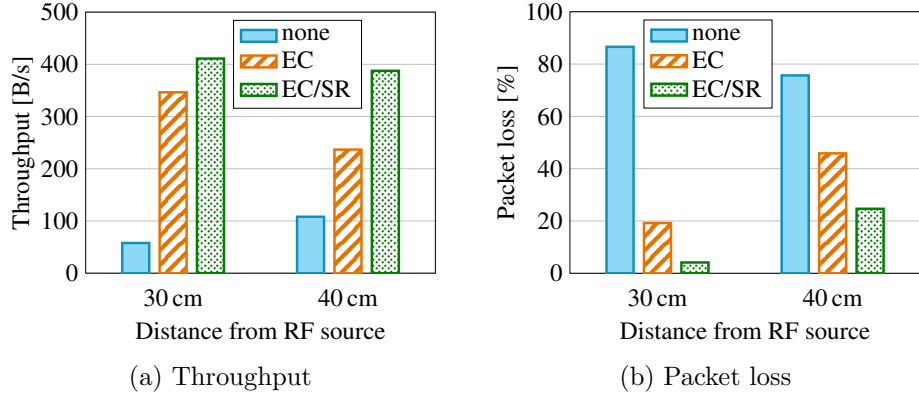 500
400
300
200
100
0
Throughput [B/s]
none
EC
EC/SR
30 cm
40 cm
Distance from RF source
(a) Throughput
100
80
60
40
20
0
Packet loss [%]
none
EC
EC/SR
30 cm
40 cm
Distance from RF source
(b) Packet loss